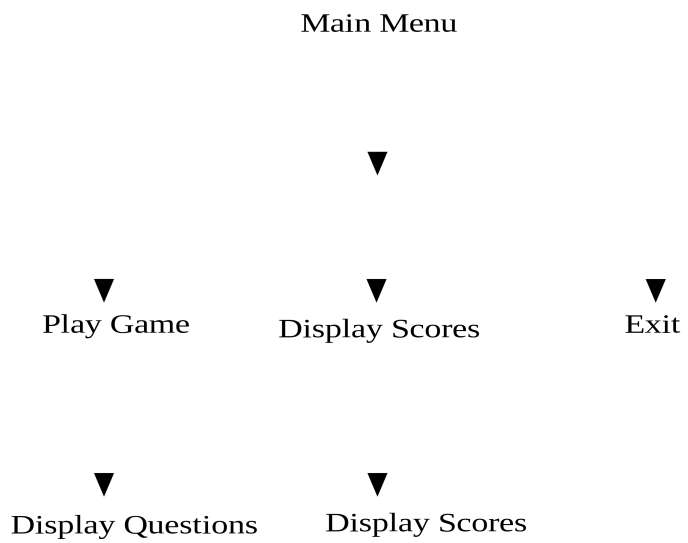 Main Menu
Play Game
Display Scores
Exit
Display Questions
Display Scores